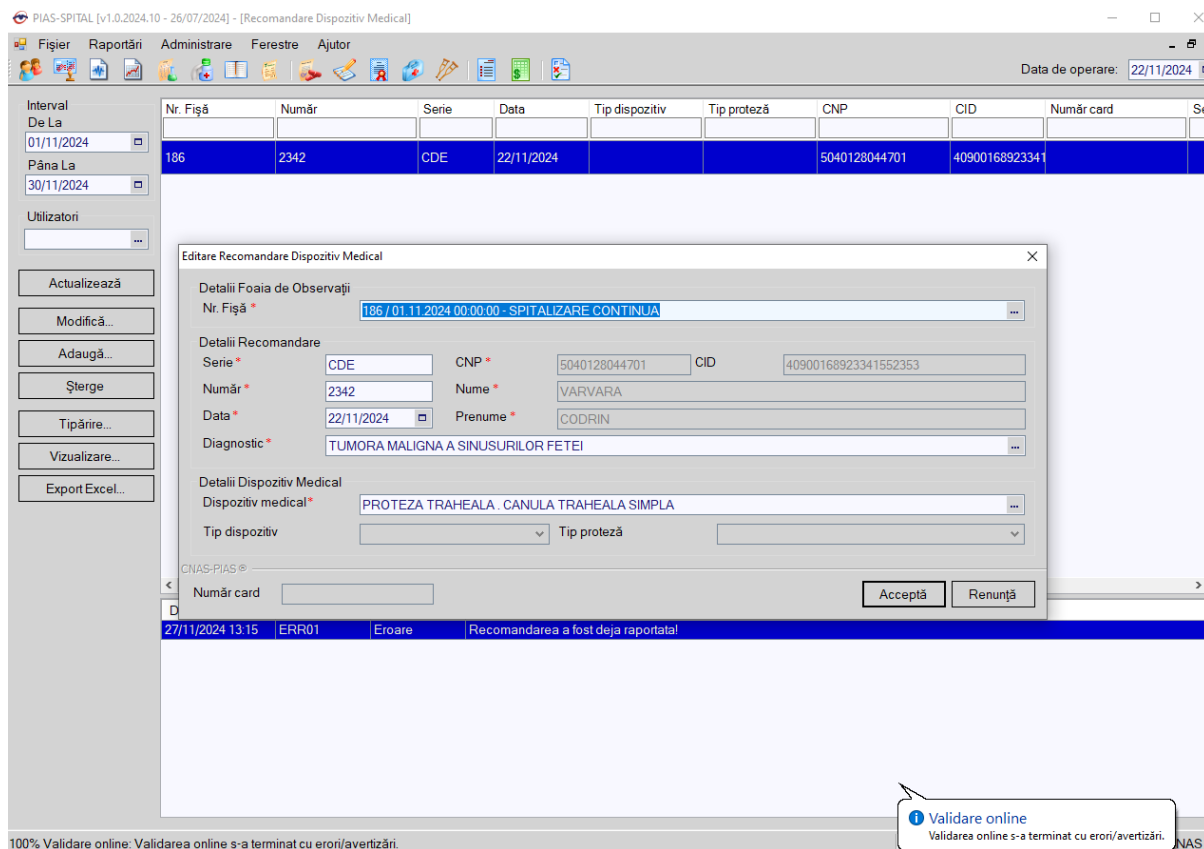 PIAS-SPITAL [v1.0.2024.10 - 26/07/2024] - [Recomandare Dispozitiv Medical]
Fişier Raportări Administrare Ferestre Ajutor
Data de operare: 22/11/2024
Interval
De La
01/11/2024
Pâna La
30/11/2024
Utilizatori
...
Actualizează
Modifică...
Adaugă...
Şterge
Tipărire...
Vizualizare...
Export Excel...
Nr. Fişă Număr Serie Data Tip dispozitiv Tip proteză CNP CID Număr card Se
186 2342 CDE 22/11/2024 5040128044701 40900168923341
Editare Recomandare Dispozitiv Medical
Detalii Foaia de Observaţii
Nr. Fişă * 186 / 01.11.2024 00:00:00 - SPITALIZARE CONTINUA ...
Detalii Recomandare
Serie * CDE CNP * 5040128044701 CID 40900168923341552353
Număr * 2342 Nume * VARVARA
Data * 22/11/2024 Prenume * CODRIN
Diagnostic * TUMORA MALIGNA A SINUSURILOR FETEI ...
Detalii Dispozitiv Medical
Dispozitiv medical * PROTEZA TRAHEALA . CANULA TRAHEALA SIMPLA ...
Tip dispozitiv Tip proteză
CNAS-PIAS ®
Număr card Acceptă Renunţă
D
27/11/2024 13:15 ERR01 Eroare Recomandarea a fost deja raportata!
Validare online
Validarea online s-a terminat cu erori/avertizări.
100% Validare online: Validarea online s-a terminat cu erori/avertizări. NAS